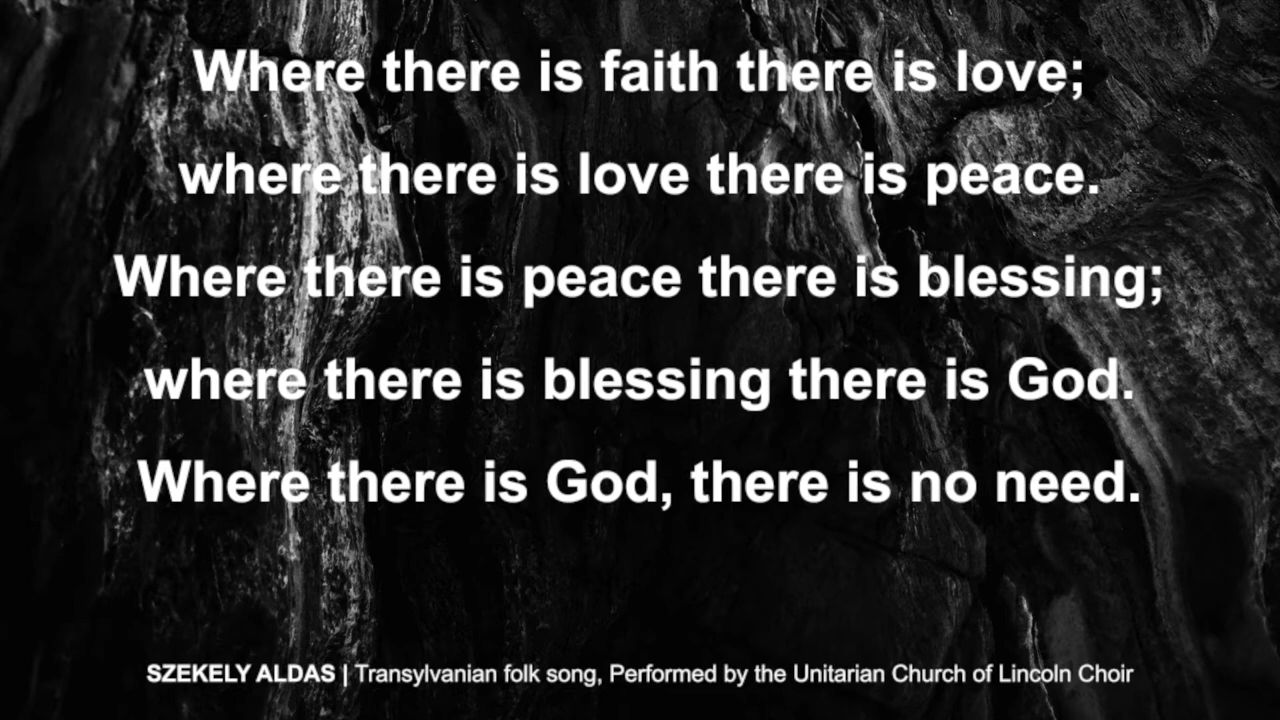 Where there is faith there is love;
where there is love there is peace.
Where there is peace there is blessing;
where there is blessing there is God.
Where there is God, there is no need.
SZEKELY ALDAS | Transylvanian folk song, Performed by the Unitarian Church of Lincoln Choir